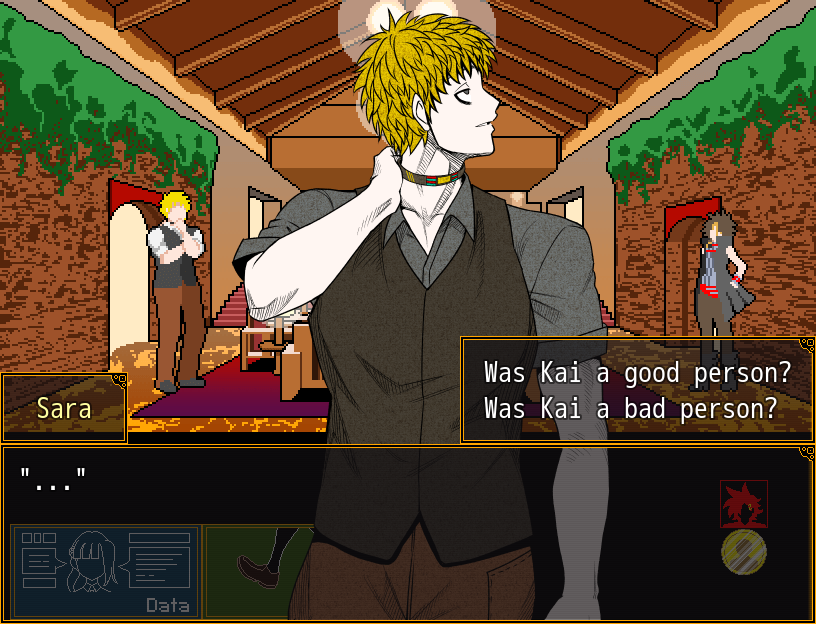 Was Kai a good person?
Was Kai a bad person?
Sara
"..."
Data